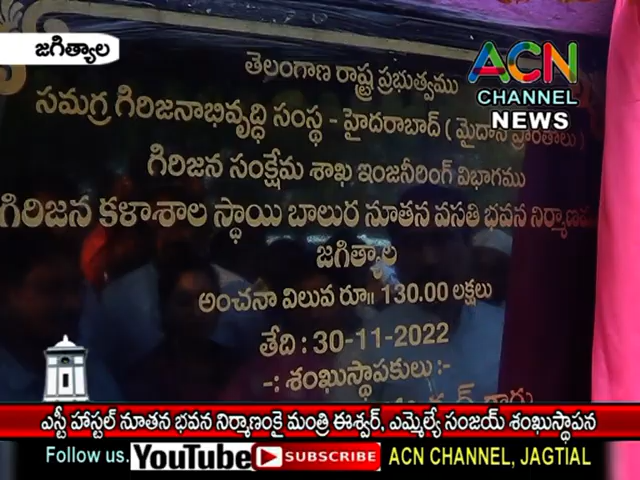 జగిత్యాల
ACN
CHANNEL
NEWS
తెలంగాణ రాష్ట్ర ప్రభుత్వము
సమగ్ర గిరిజనాభివృద్ధి సంస్థ - హైదరాబాద్ ( మైదాన ప్రాంతాలు )
గిరిజన సంక్షేమ శాఖ ఇంజనీరింగ్ విభాగము
గిరిజన కళాశాల స్థాయి బాలుర నూతన వసతి భవన
జగిత్యాల
అంచనా విలువ రూ॥ 130.00 లక్షలు
తేది : 30-11-2022
-: శంఖుస్థాపకులు :-
ఎస్టీ హాస్టల్ నూతన భవన నిర్మాణంకై మంత్రి ఈశ్వర్, ఎమ్మెల్యే సంజయ్ శంఖుస్థాపన
Follow us. YouTube SUBSCRIBE ACN CHANNEL, JAGTIAL